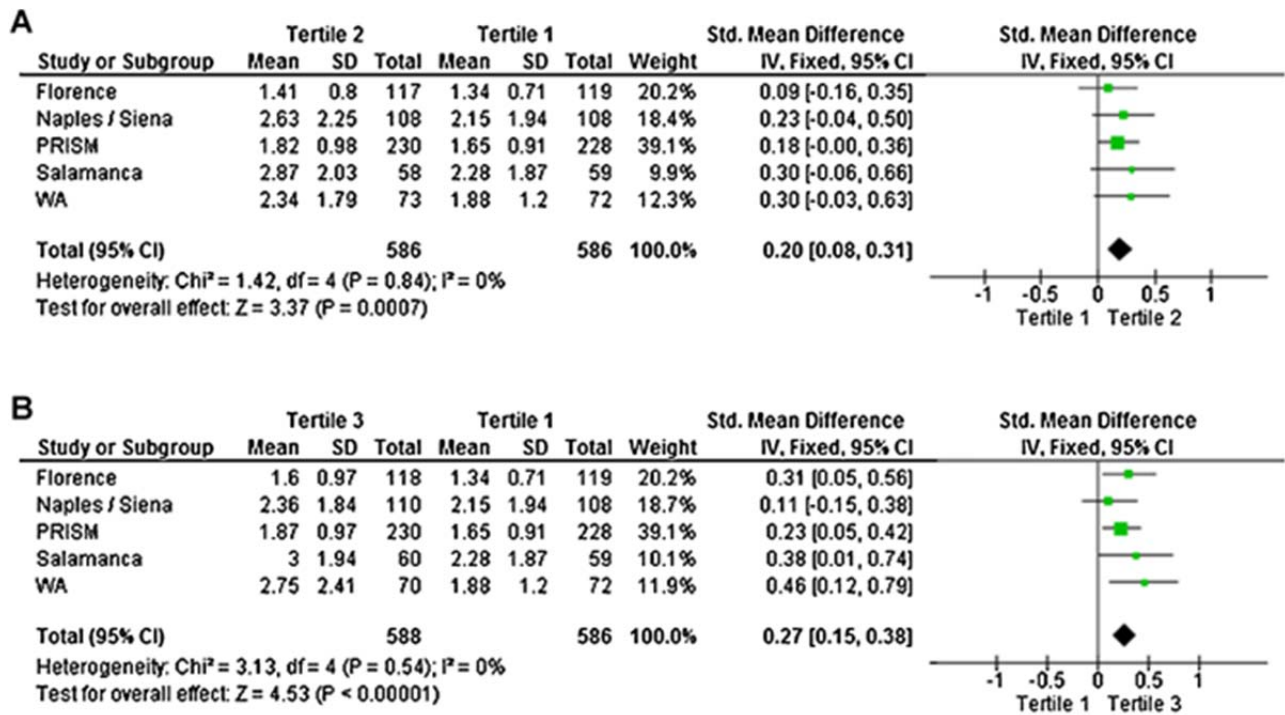 A
Tertile 2 Tertile 1 Std. Mean Difference Std. Mean Difference
Study or Subgroup Mean SD Total Mean SD Total Weight IV, Fixed, 95% CI IV, Fixed, 95% CI
Florence 1.41 0.8 117 1.34 0.71 119 20.2% 0.09 [-0.16, 0.35]
Naples / Siena 2.63 2.25 108 2.15 1.94 108 18.4% 0.23 [-0.04, 0.50]
PRISM 1.82 0.98 230 1.65 0.91 228 39.1% 0.18 [-0.00, 0.36]
Salamanca 2.87 2.03 58 2.28 1.87 59 9.9% 0.30 [-0.06, 0.66]
WA 2.34 1.79 73 1.88 1.2 72 12.3% 0.30 [-0.03, 0.63]
Total (95% CI) 586 586 100.0% 0.20 [0.08, 0.31]
Heterogeneity: Chi² = 1.42, df = 4 (P = 0.84); I² = 0%
Test for overall effect: Z = 3.37 (P = 0.0007)
-1 -0.5 0 0.5 1
Tertile 1 Tertile 2
B
Tertile 3 Tertile 1 Std. Mean Difference Std. Mean Difference
Study or Subgroup Mean SD Total Mean SD Total Weight IV, Fixed, 95% CI IV, Fixed, 95% CI
Florence 1.6 0.97 118 1.34 0.71 119 20.2% 0.31 [0.05, 0.56]
Naples / Siena 2.36 1.84 110 2.15 1.94 108 18.7% 0.11 [-0.15, 0.38]
PRISM 1.87 0.97 230 1.65 0.91 228 39.1% 0.23 [0.05, 0.42]
Salamanca 3 1.94 60 2.28 1.87 59 10.1% 0.38 [0.01, 0.74]
WA 2.75 2.41 70 1.88 1.2 72 11.9% 0.46 [0.12, 0.79]
Total (95% CI) 588 586 100.0% 0.27 [0.15, 0.38]
Heterogeneity: Chi² = 3.13, df = 4 (P = 0.54); I² = 0%
Test for overall effect: Z = 4.53 (P < 0.00001)
-1 -0.5 0 0.5 1
Tertile 1 Tertile 3